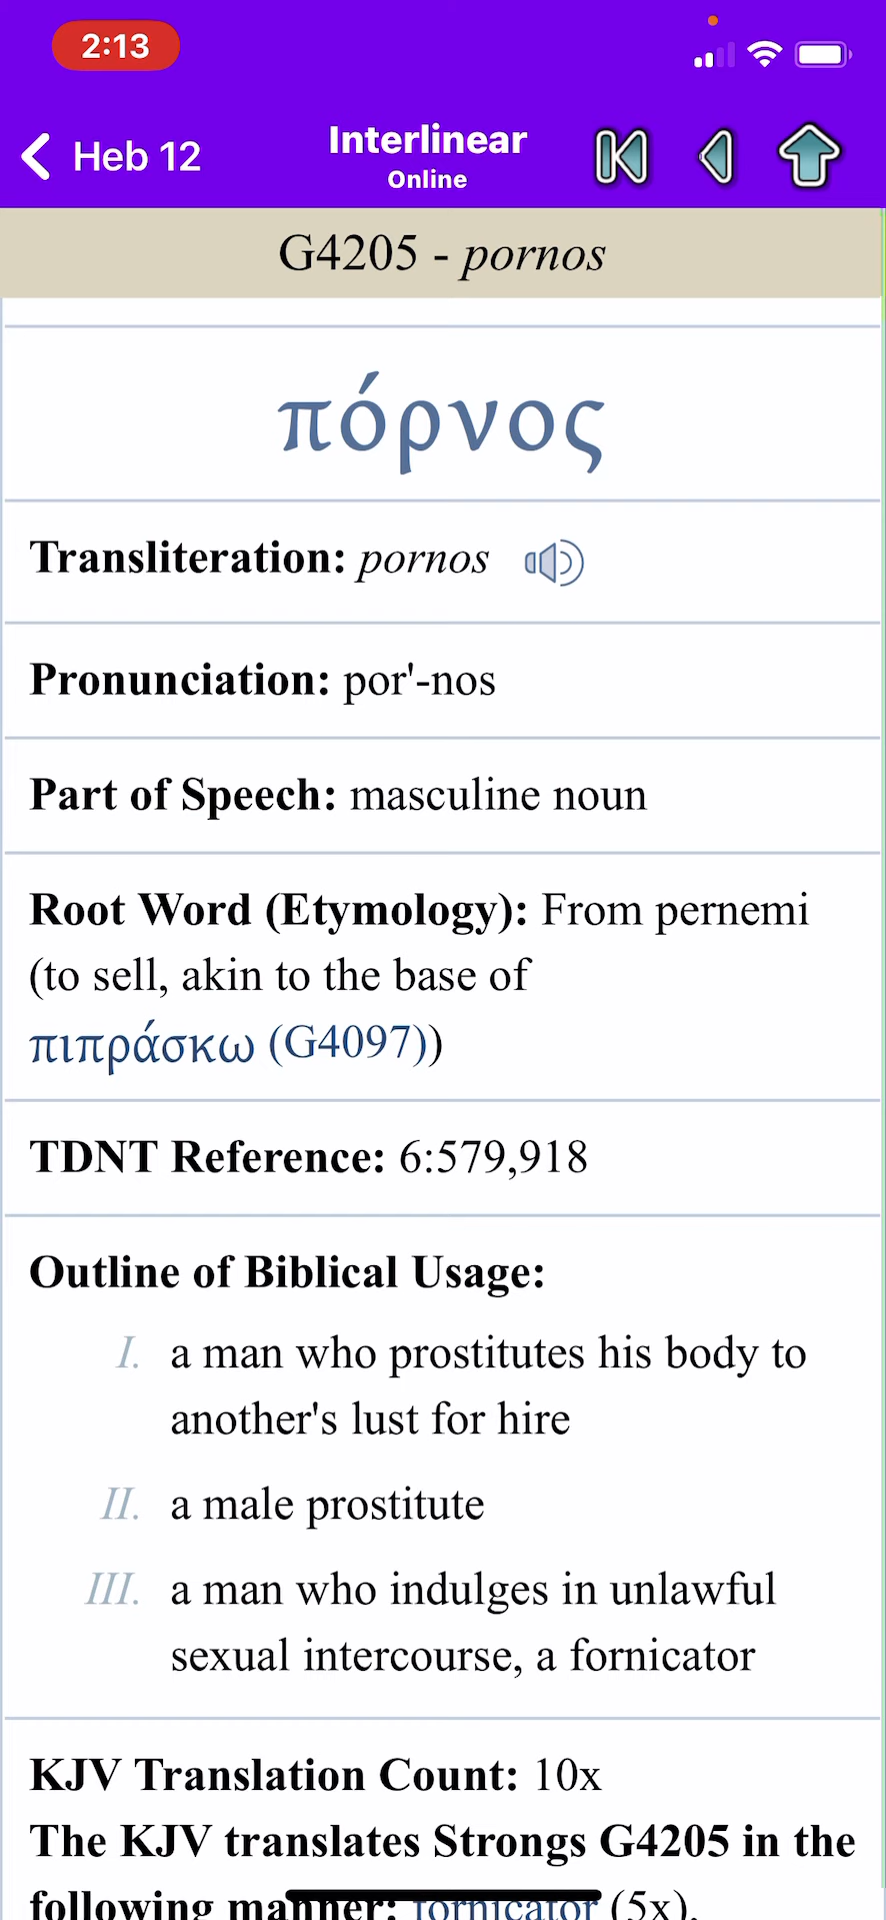 2:13
Heb 12
Interlinear
Online
G4205 - pornos
πόρνος
Transliteration: pornos
Pronunciation: por'-nos
Part of Speech: masculine noun
Root Word (Etymology): From pernemi
(to sell, akin to the base of
πιπράσκω (G4097))
TDNT Reference: 6:579,918
Outline of Biblical Usage:
I. a man who prostitutes his body to
another's lust for hire
II. a male prostitute
III. a man who indulges in unlawful
sexual intercourse, a fornicator
KJV Translation Count: 10x
The KJV translates Strongs G4205 in the
following manner: fornicator (5x),